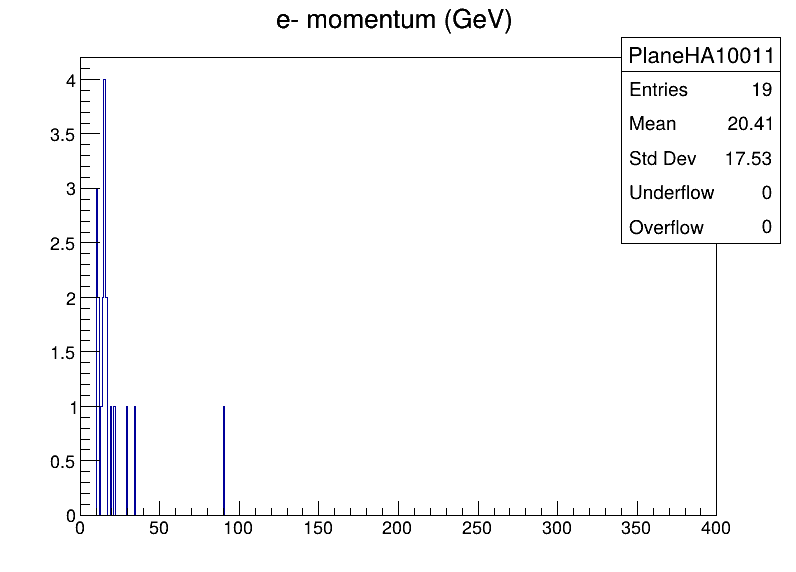 e- momentum (GeV)
PlaneHA10011
Entries 19
Mean 20.41
Std Dev 17.53
Underflow 0
Overflow 0
4
3.5
3
2.5
2
1.5
1
0.5
0
0 50 100 150 200 250 300 350 400